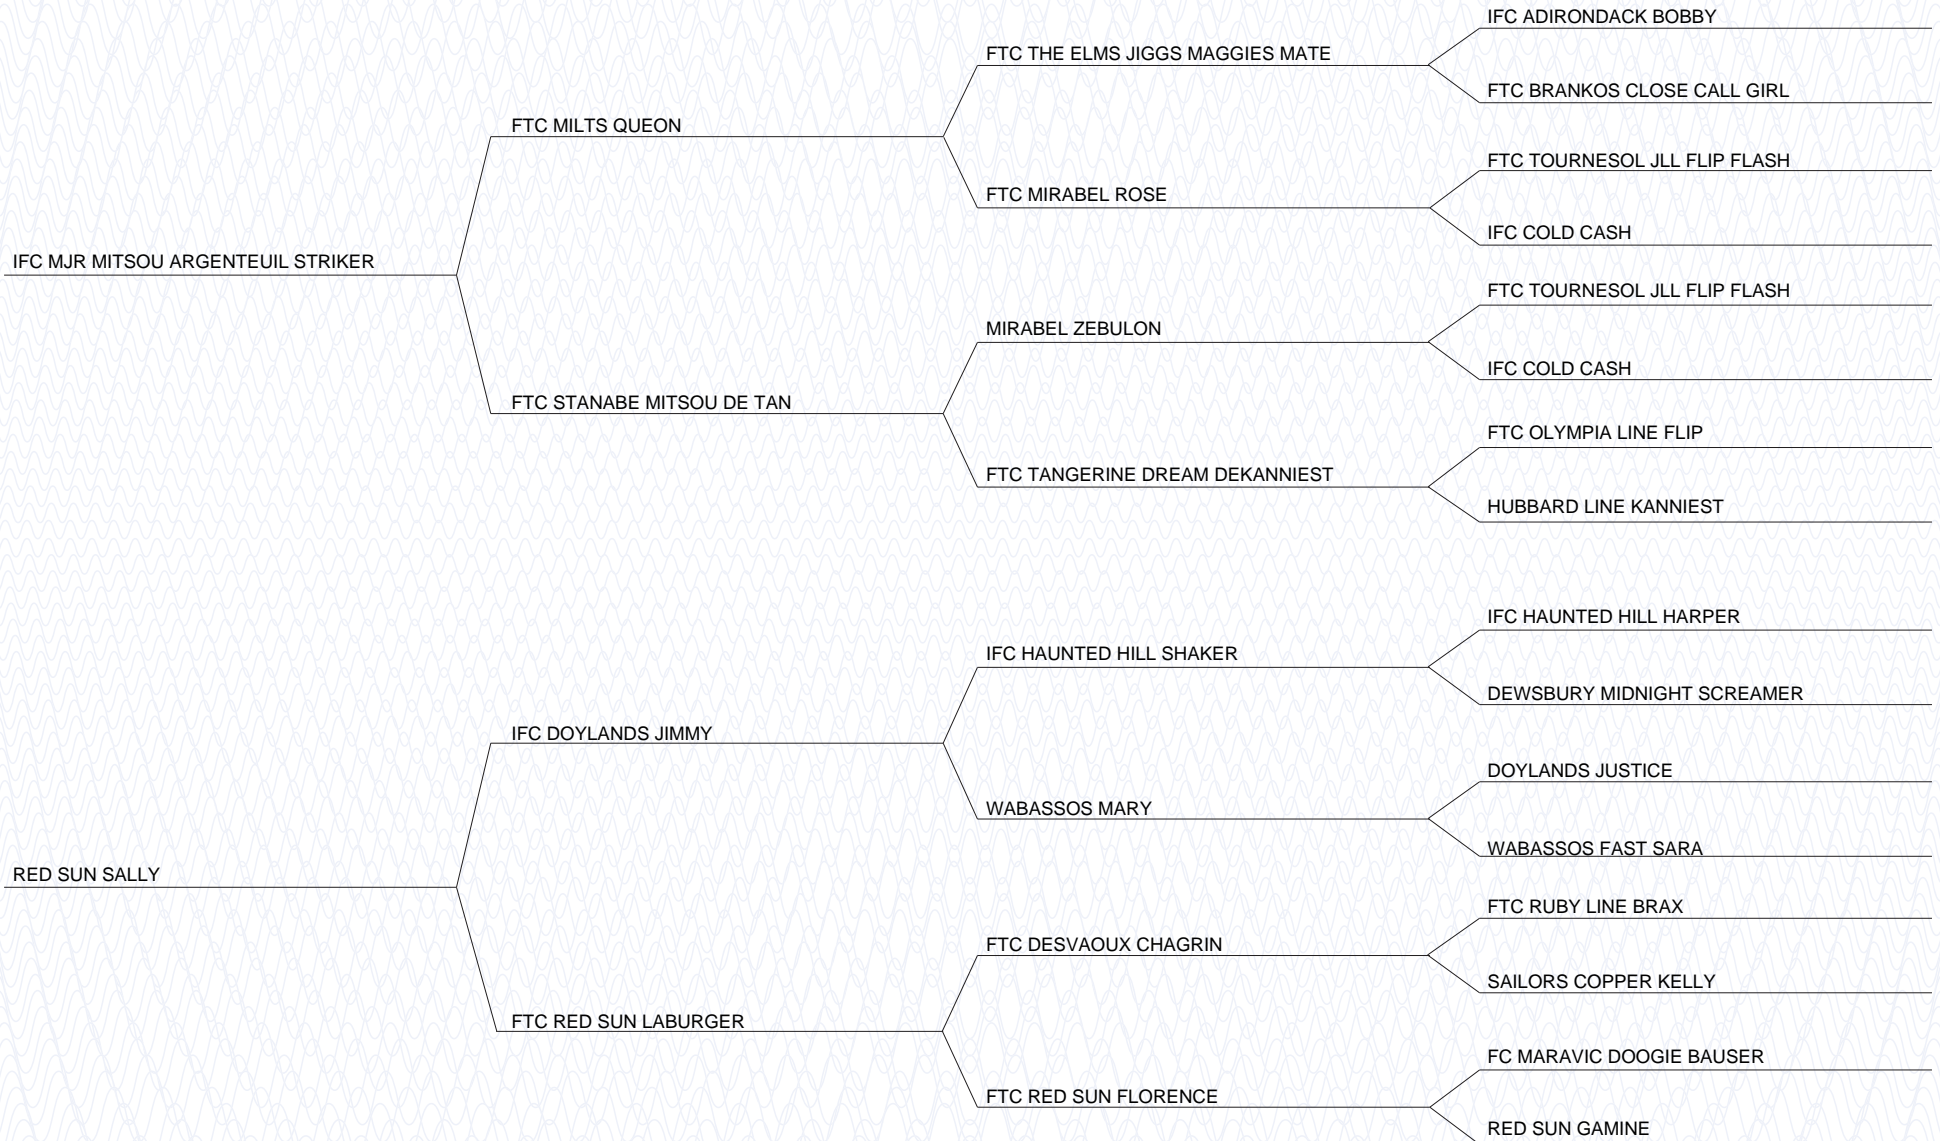 IFC ADIRONDACK BOBBY
FTC THE ELMS JIGGS MAGGIES MATE
FTC BRANKOS CLOSE CALL GIRL
FTC MILTS QUEON
FTC TOURNESOL JLL FLIP FLASH
FTC MIRABEL ROSE
IFC COLD CASH
IFC MJR MITSOU ARGENTEUIL STRIKER
FTC TOURNESOL JLL FLIP FLASH
MIRABEL ZEBULON
IFC COLD CASH
FTC STANABE MITSOU DE TAN
FTC OLYMPIA LINE FLIP
FTC TANGERINE DREAM DEKANNIEST
HUBBARD LINE KANNIEST
IFC HAUNTED HILL HARPER
IFC HAUNTED HILL SHAKER
DEWSBURY MIDNIGHT SCREAMER
IFC DOYLANDS JIMMY
DOYLANDS JUSTICE
WABASSOS MARY
WABASSOS FAST SARA
RED SUN SALLY
FTC RUBY LINE BRAX
FTC DESVAOUX CHAGRIN
SAILORS COPPER KELLY
FTC RED SUN LABURGER
FC MARAVIC DOOGIE BAUSER
FTC RED SUN FLORENCE
RED SUN GAMINE